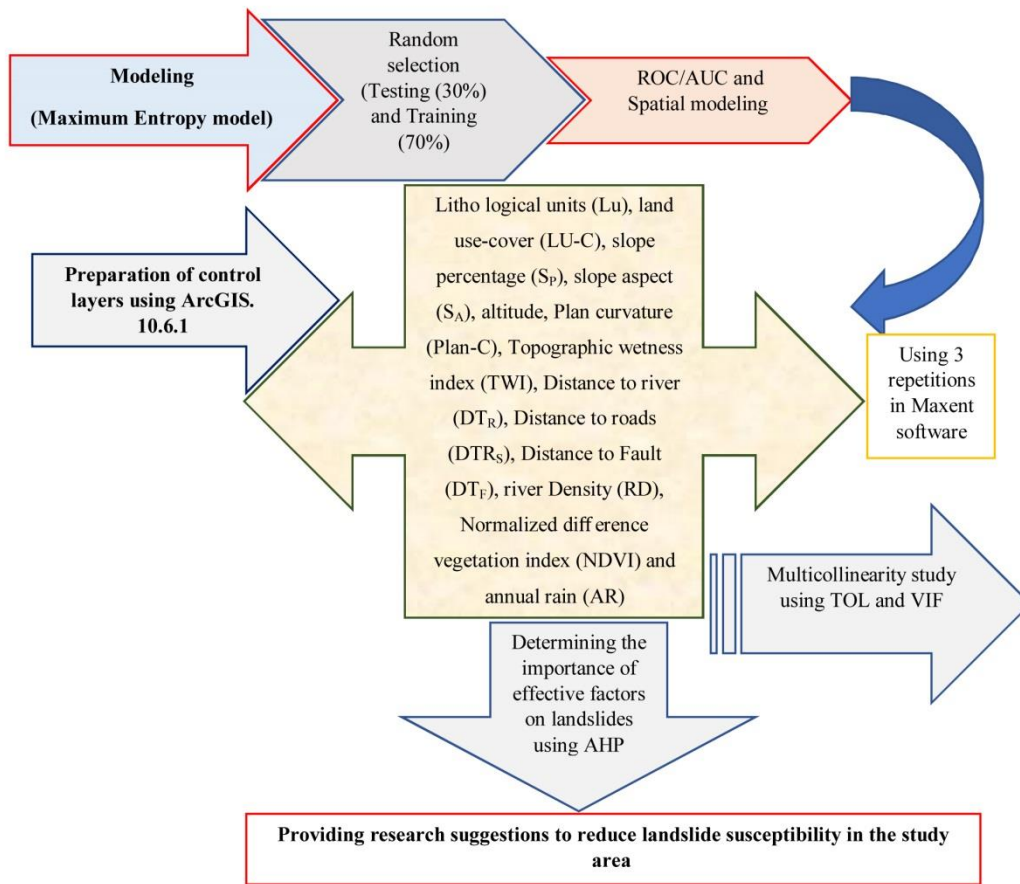 Modeling
(Maximum Entropy model)
Random
selection
(Testing (30%)
and Training
(70%)
ROC/AUC and
Spatial modeling
Preparation of control
layers using ArcGIS.
10.6.1
Litho logical units (Lu), land
use-cover (LU-C), slope
percentage (SP), slope aspect
(SA), altitude, Plan curvature
(Plan-C), Topographic wetness
index (TWI), Distance to river
(DTR), Distance to roads
(DTRS), Distance to Fault
(DTF), river Density (RD),
Normalized diff erence
vegetation index (NDVI) and
annual rain (AR)
Using 3
repetitions
in Maxent
software
Multicollinearity study
using TOL and VIF
Determining the
importance of
effective factors
on landslides
using AHP
Providing research suggestions to reduce landslide susceptibility in the study
area